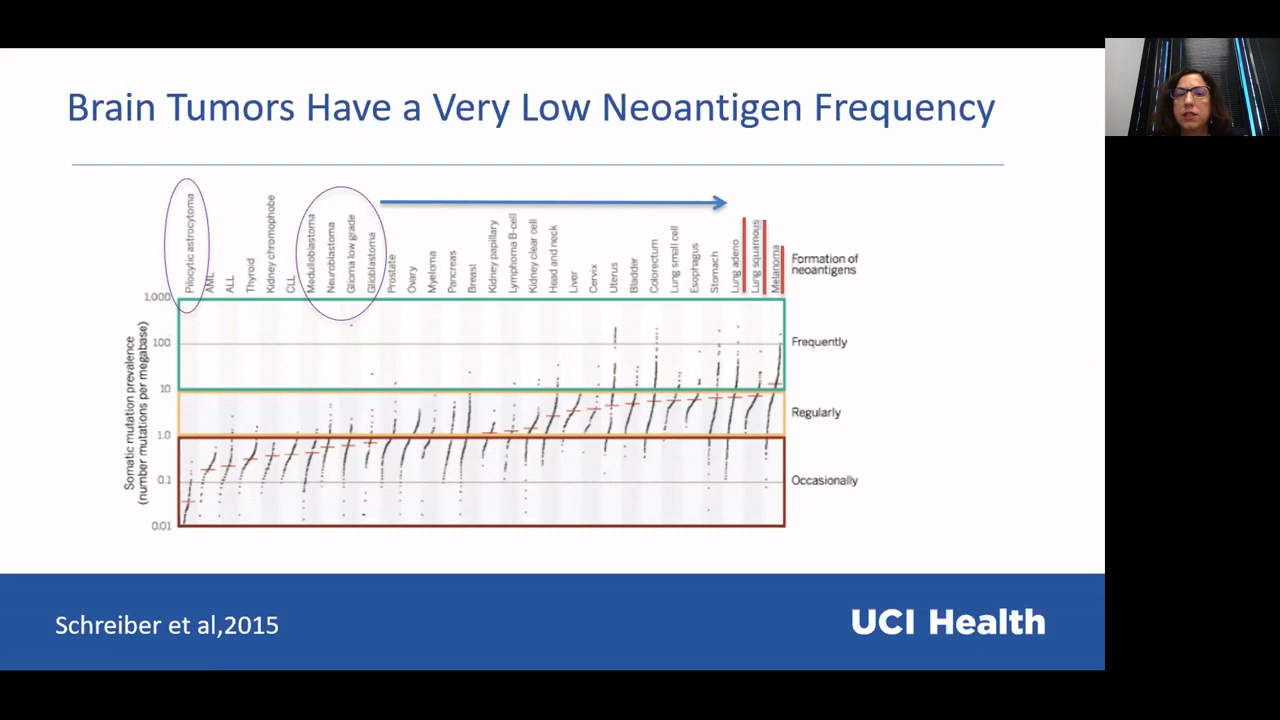 Brain Tumors Have a Very Low Neoantigen Frequency
Pilocytic astrocytoma
AML
ALL
Thyroid
Kidney chromophobe
CLL
Medulloblastoma
Neuroblastoma
Glioma low grade
Glioblastoma
Prostate
Ovary
Myeloma
Pancreas
Breast
Kidney papillary
Lymphoma B-cell
Kidney clear cell
Head and neck
Liver
Cervix
Uterus
Bladder
Colorectum
Lung small cell
Esophagus
Stomach
Lung adeno
Lung squamous
Melanoma
Formation of
neoantigens
Somatic mutation prevalence
(number mutations per megabase)
1,000
100
10
1.0
0.1
0.01
Frequently
Regularly
Occasionally
Schreiber et al,2015
UCI Health